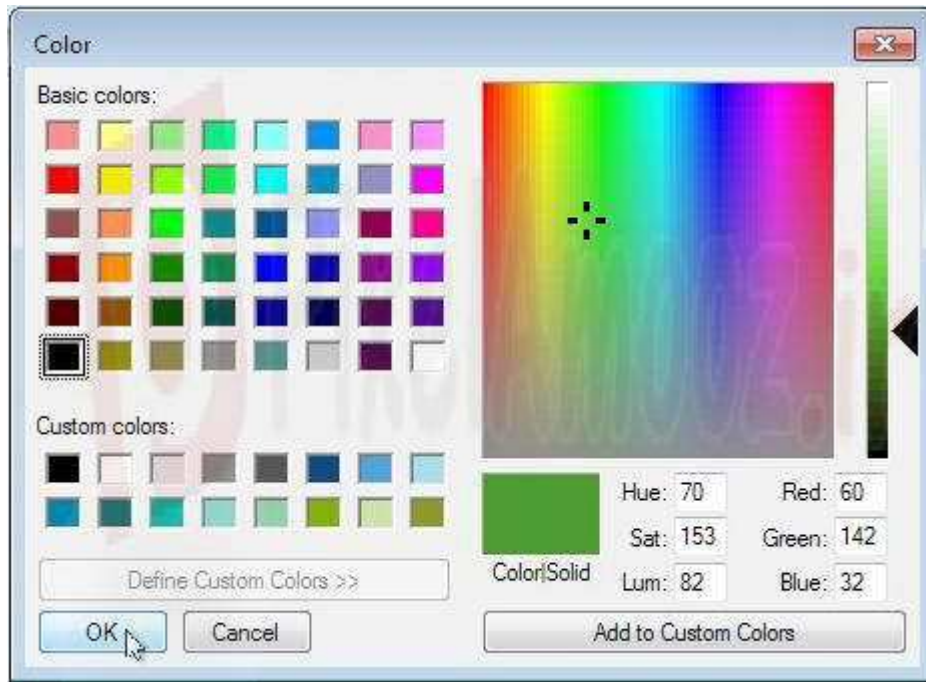 Color
Basic colors:
Custom colors:
Define Custom Colors >>
OK
Cancel
Color|Solid
Hue: 70
Sat: 153
Lum: 82
Red: 60
Green: 142
Blue: 32
Add to Custom Colors